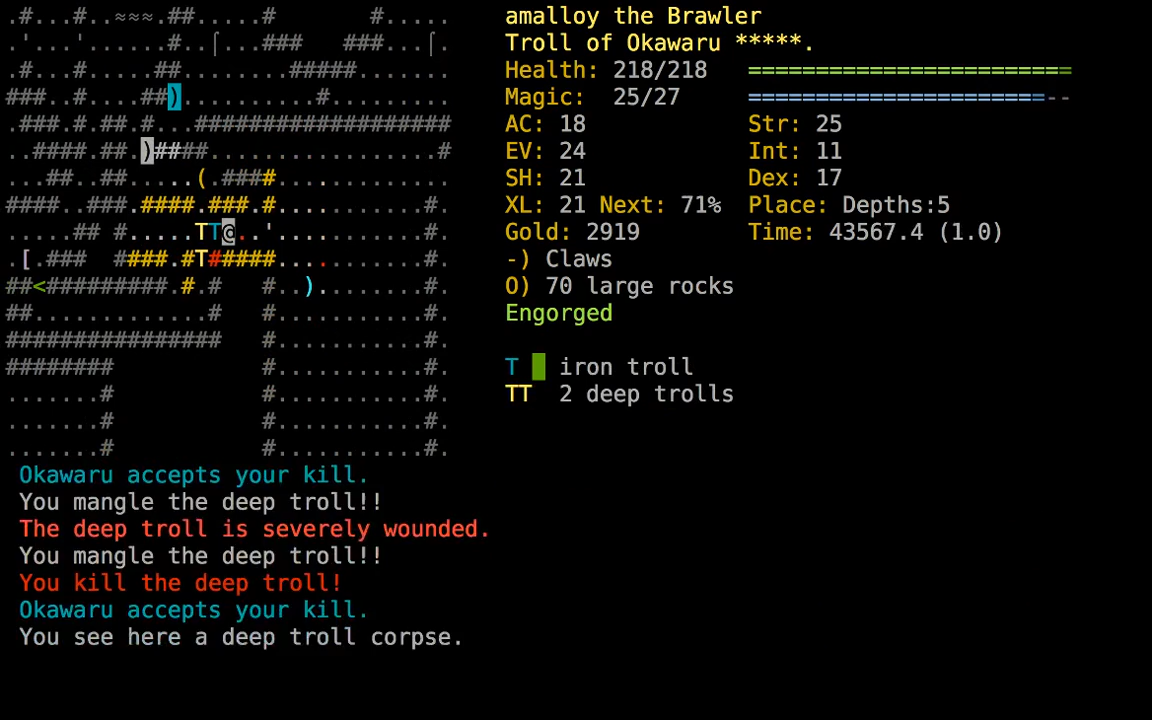 .#...#...≈≈≈.##.....#        #.....
.'...'......#..⌠...###   ###...⌠.
.#...#.....##........#####.......
###..#....##)..........#.........
.###.#.##.#...###################
..####.##.)####.................#
...##..##.....(.####.............
####..###.####.###.#............#.
.....## #.....TT@..'............#.
.[.### ####.#T######............#.
##<#########.#.#   #..).........#.
##.............#   #............#.
################   #............#.
########           #............#.
.......#           #............#.
.......#           #............#.
.......#           #............#.
amalloy the Brawler
Troll of Okawaru *****.
Health: 218/218 ========================
Magic: 25/27 ======================--
AC: 18 Str: 25
EV: 24 Int: 11
SH: 21 Dex: 17
XL: 21 Next: 71% Place: Depths:5
Gold: 2919 Time: 43567.4 (1.0)
-) Claws
O) 70 large rocks
Engorged
T iron troll
TT 2 deep trolls
Okawaru accepts your kill.
You mangle the deep troll!!
The deep troll is severely wounded.
You mangle the deep troll!!
You kill the deep troll!
Okawaru accepts your kill.
You see here a deep troll corpse.